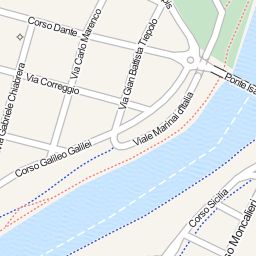 Corso Dante
Via Carlo Marenco
Via Gian Battista Tiepolo
Via Gabriele Chiabrera
Via Correggio
Ponte Isa
Viale Marinai d'Italia
Corso Galileo Galilei
Corso Sicilia
so Moncalieri